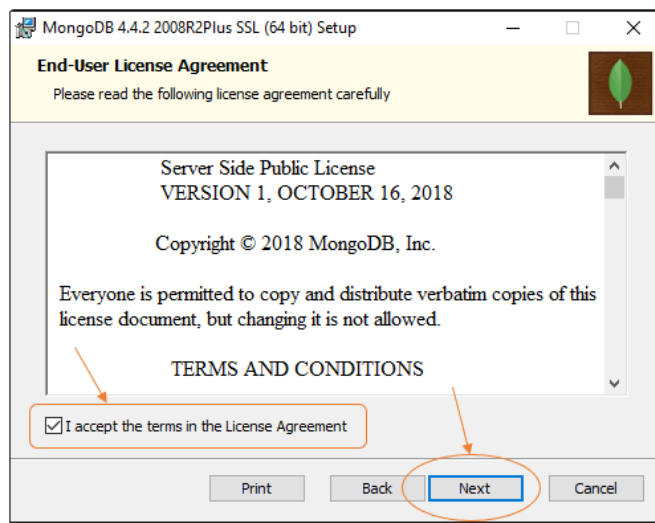 MongoDB 4.4.2 2008R2Plus SSL (64 bit) Setup
End-User License Agreement
Please read the following license agreement carefully
Server Side Public License
VERSION 1, OCTOBER 16, 2018
Copyright © 2018 MongoDB, Inc.
Everyone is permitted to copy and distribute verbatim copies of this
license document, but changing it is not allowed.
TERMS AND CONDITIONS
I accept the terms in the License Agreement
Print Back Next Cancel